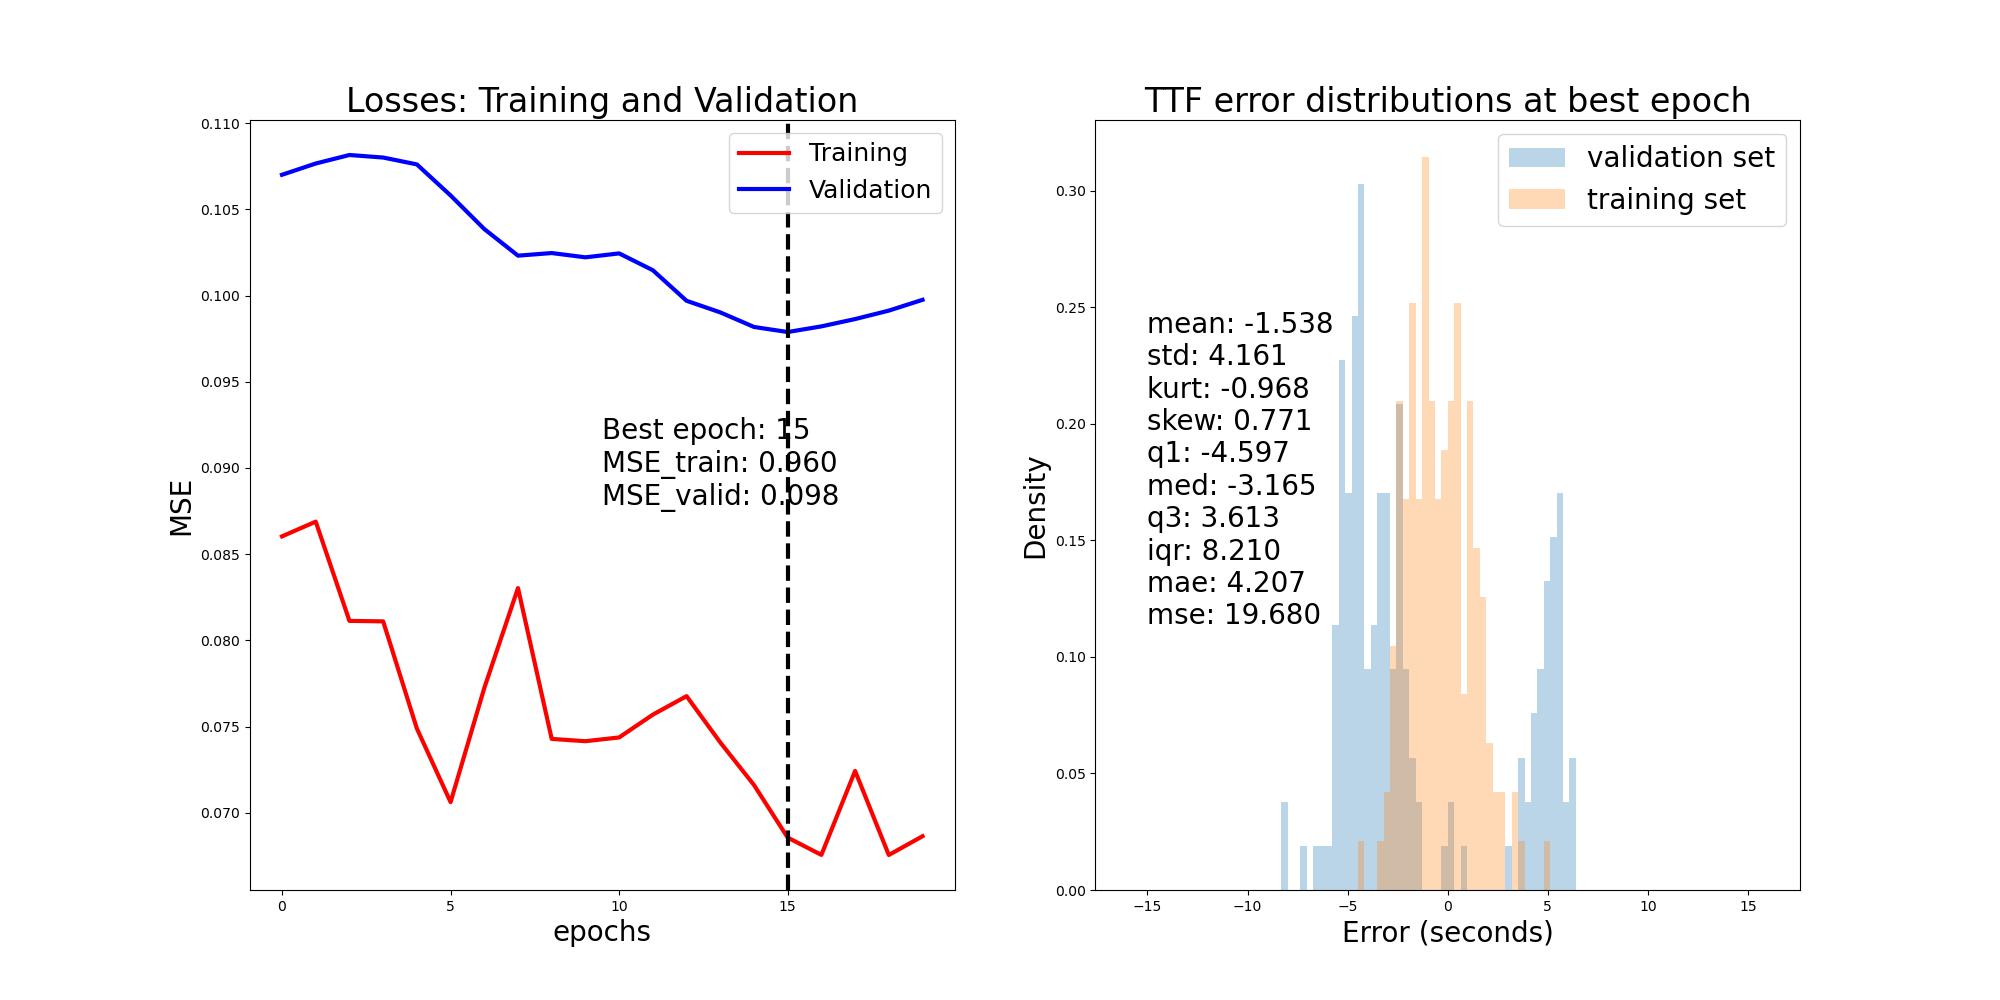 Losses: Training and Validation
TTF error distributions at best epoch
0.110
0.105
0.100
0.095
0.090
0.085
0.080
0.075
0.070
MSE
Training
Validation
Best epoch: 15
MSE_train: 0.960
MSE_valid: 0.098
0
5
10
15
epochs
0.30
0.25
0.20
0.15
0.10
0.05
0.00
Density
validation set
training set
mean: -1.538
std: 4.161
kurt: -0.968
skew: 0.771
q1: -4.597
med: -3.165
q3: 3.613
iqr: 8.210
mae: 4.207
mse: 19.680
−15
−10
−5
0
5
10
15
Error (seconds)